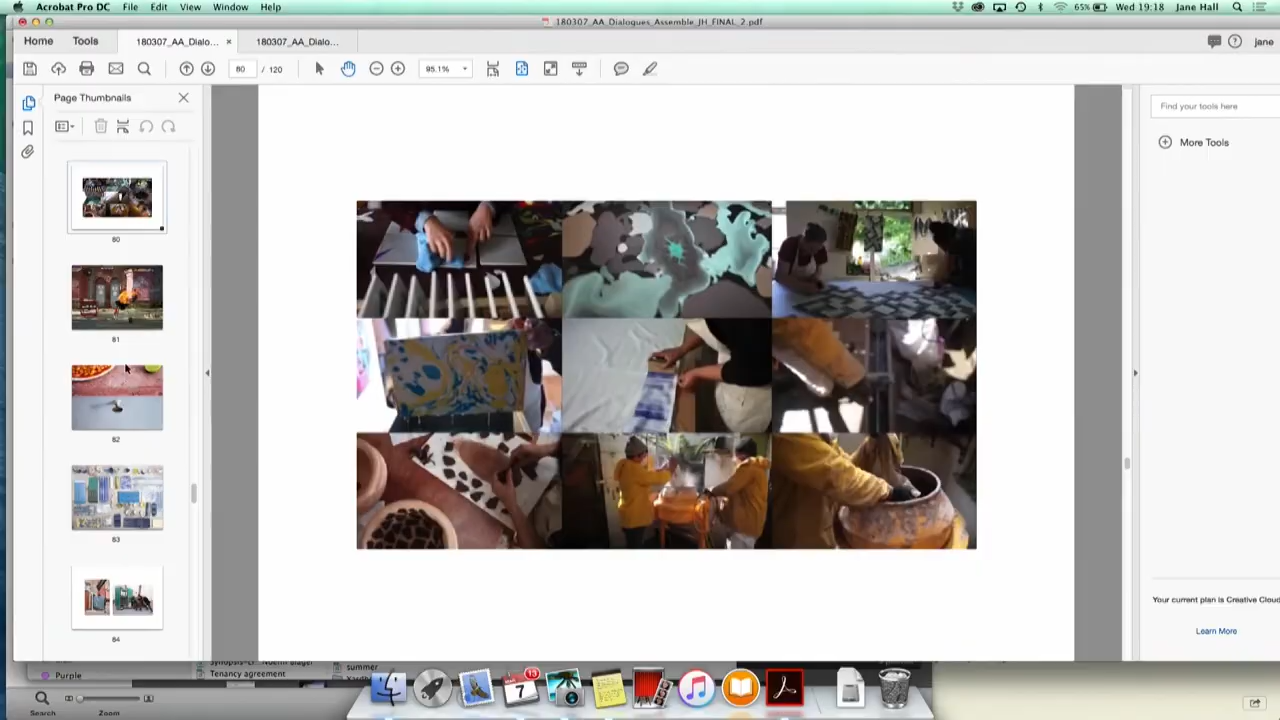 Acrobat Pro DC File Edit View Window Help 65% Wed 19:18 Jane Hall
180307_AA_Dialogues_Assemble_JH_FINAL_2.pdf
Home Tools 180307_AA_Dialo... × 180307_AA_Dialo... jane
80 / 120 95.1%
Page Thumbnails
Find your tools here
More Tools
80
81
82
83
84
Your current plan is Creative Cloud
Learn More
summer
Purple
Tenancy agreement
13
7
Search Zoom